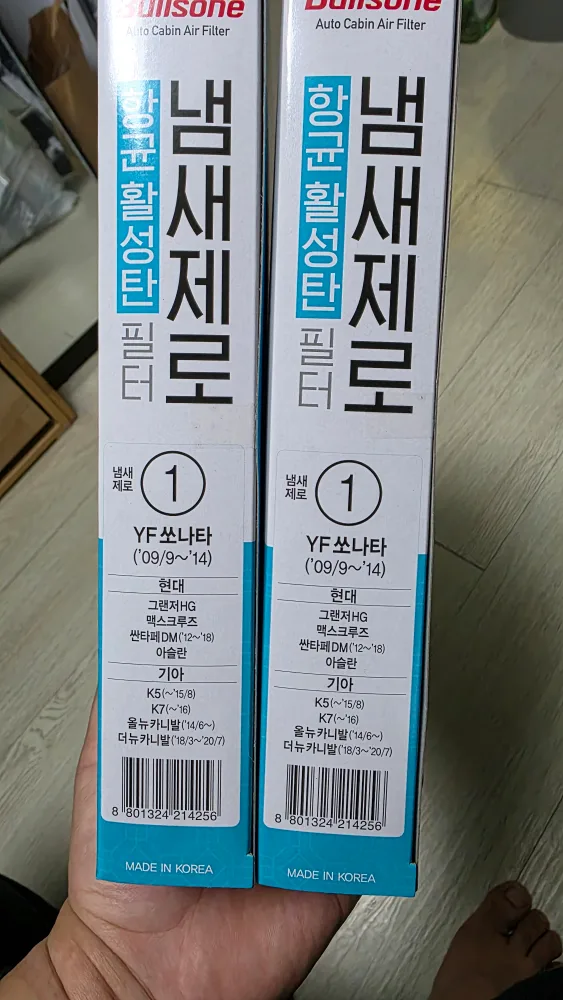 Bullsone
Auto Cabin Air Filter
냄새제로
항균 활성탄
필터
냄새
제로
1
YF쏘나타
('09/9~'14)
현대
그랜저HG
맥스크루즈
싼타페DM('12~'18)
아슬란
기아
K5(~'15/8)
K7(~'16)
올뉴카니발('14/6~)
더뉴카니발('18/3~'20/7)
8 801324 214256
MADE IN KOREA
Bullsone
Auto Cabin Air Filter
냄새제로
항균 활성탄
필터
냄새
제로
1
YF쏘나타
('09/9~'14)
현대
그랜저HG
맥스크루즈
싼타페DM('12~'18)
아슬란
기아
K5(~'15/8)
K7(~'16)
올뉴카니발('14/6~)
더뉴카니발('18/3~'20/7)
8 801324 214256
MADE IN KOREA